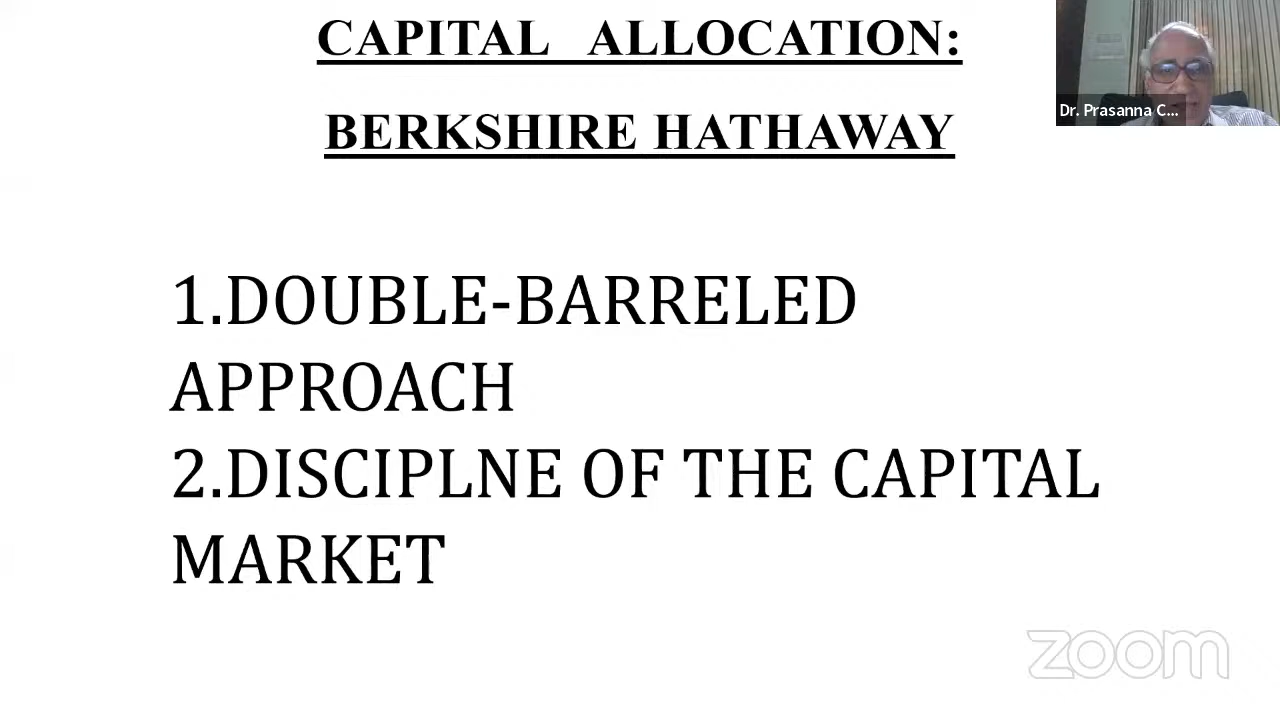 CAPITAL ALLOCATION:
BERKSHIRE HATHAWAY
Dr. Prasanna C...
1.DOUBLE-BARRELED
APPROACH
2.DISCIPLNE OF THE CAPITAL
MARKET
zoom